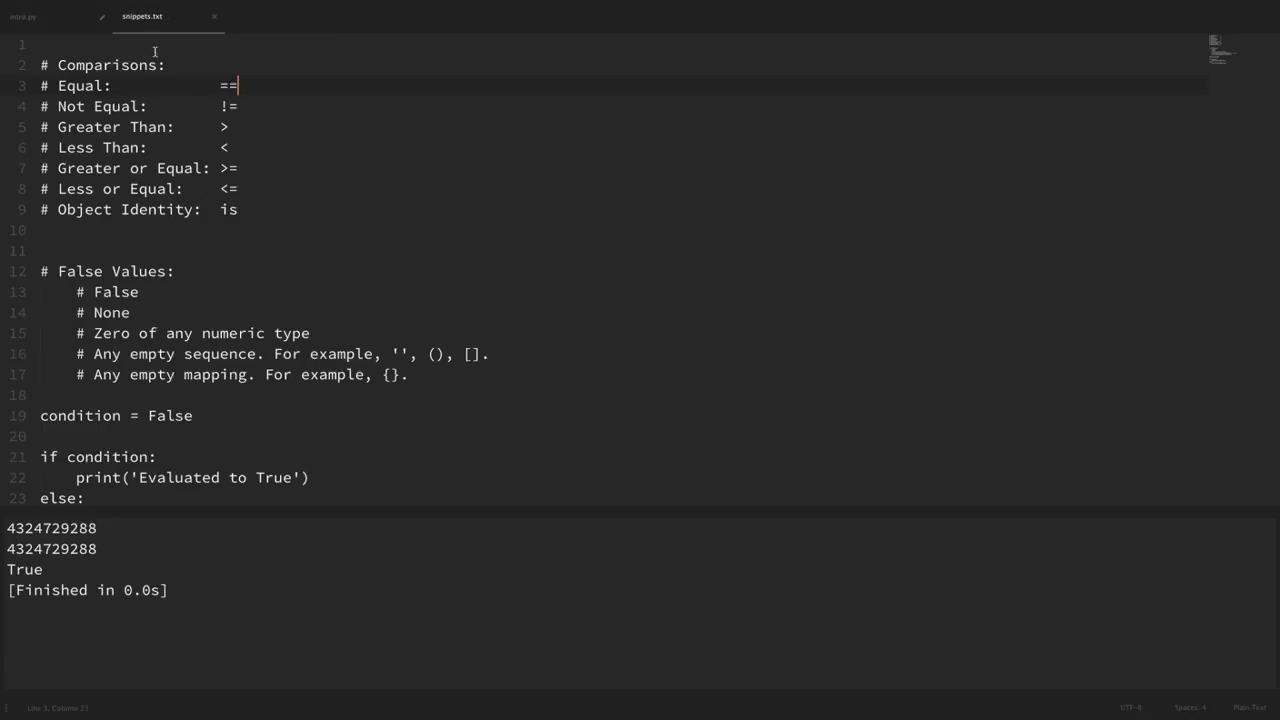 intro.py
snippets.txt
1
2 # Comparisons:
3 # Equal: ==
4 # Not Equal: !=
5 # Greater Than: >
6 # Less Than: <
7 # Greater or Equal: >=
8 # Less or Equal: <=
9 # Object Identity: is
10
11
12 # False Values:
13 # False
14 # None
15 # Zero of any numeric type
16 # Any empty sequence. For example, '', (), [].
17 # Any empty mapping. For example, {}.
18
19 condition = False
20
21 if condition:
22 print('Evaluated to True')
23 else:
4324729288
4324729288
True
[Finished in 0.0s]
Line 3, Column 21 UTF-8 Spaces: 4 Plain Text